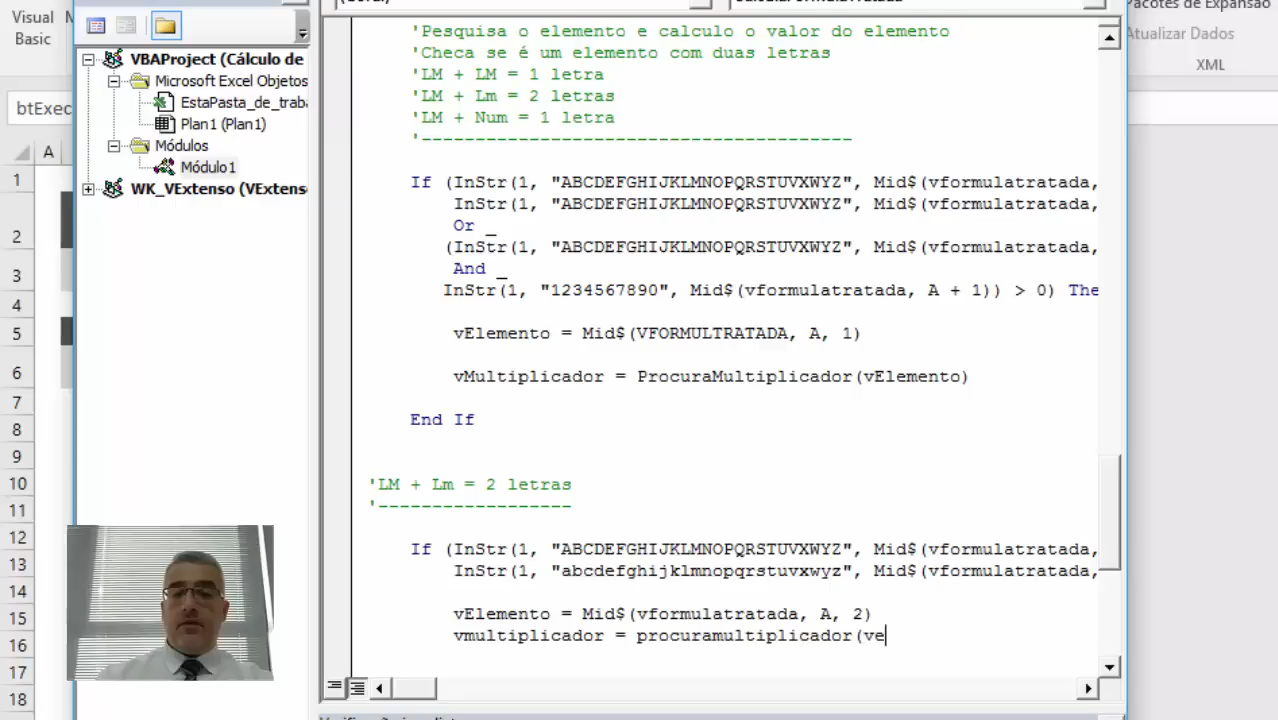 Visual
Basic
Pacotes de Expansão
Atualizar Dados
XML
btExec
A
1
2
3
4
5
6
7
8
9
10
11
12
13
14
15
16
17
18
VBAProject (Cálculo de
Microsoft Excel Objetos
EstaPasta_de_traba
Plan1 (Plan1)
Módulos
Módulo1
WK_VExtenso (VExtenso
'Pesquisa o elemento e calculo o valor do elemento
'Checa se é um elemento com duas letras
'LM + LM = 1 letra
'LM + Lm = 2 letras
'LM + Num = 1 letra
'----------------------------------------
If (InStr(1, "ABCDEFGHIJKLMNOPQRSTUVXWYZ", Mid$(vformulatratada,
InStr(1, "ABCDEFGHIJKLMNOPQRSTUVXWYZ", Mid$(vformulatratada,
Or _
(InStr(1, "ABCDEFGHIJKLMNOPQRSTUVXWYZ", Mid$(vformulatratada,
And _
InStr(1, "1234567890", Mid$(vformulatratada, A + 1)) > 0) The
vElemento = Mid$(VFORMULTRATADA, A, 1)
vMultiplicador = ProcuraMultiplicador(vElemento)
End If
'LM + Lm = 2 letras
'------------------
If (InStr(1, "ABCDEFGHIJKLMNOPQRSTUVXWYZ", Mid$(vformulatratada,
InStr(1, "abcdefghijklmnopqrstuvxwyz", Mid$(vformulatratada,
vElemento = Mid$(vformulatratada, A, 2)
vmultiplicador = procuramultiplicador(ve